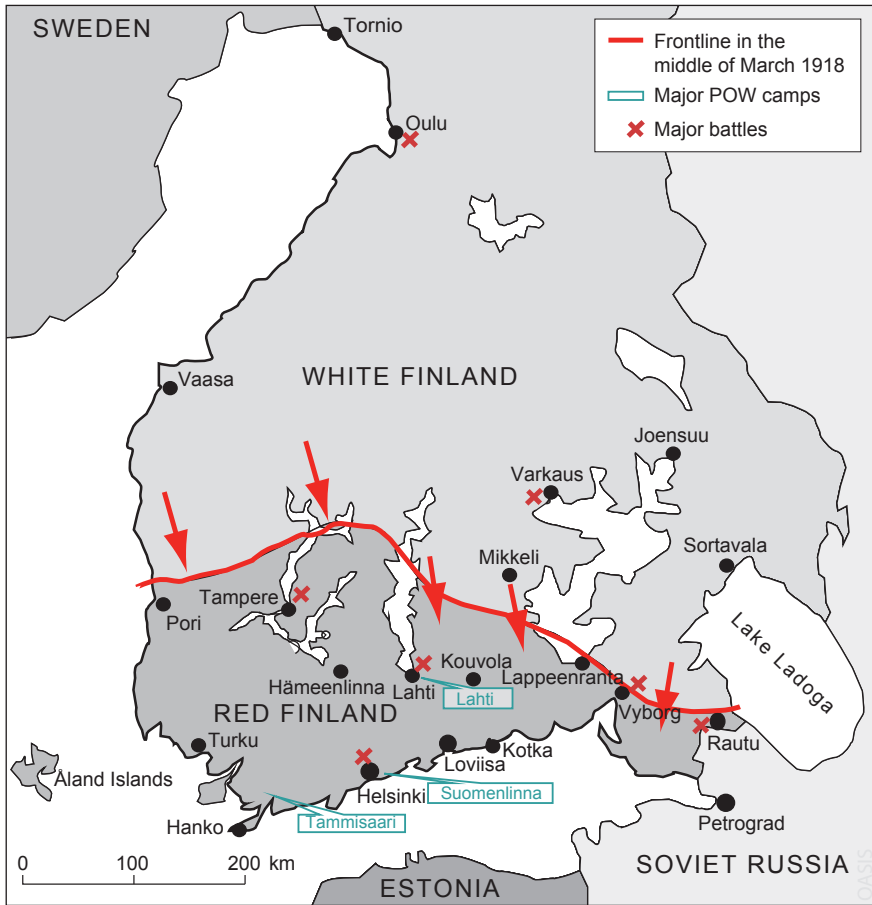 SWEDEN
Tornio
Frontline in the
middle of March 1918
Major POW camps
Major battles
Oulu
Vaasa
WHITE FINLAND
Joensuu
Varkaus
Mikkeli
Sortavala
Tampere
Pori
Lake Ladoga
Kouvola
Lappeenranta
Hämeenlinna
Lahti
Lahti
Vyborg
RED FINLAND
Rautu
Turku
Loviisa
Kotka
Åland Islands
Helsinki
Suomenlinna
Tammisaari
Hanko
Petrograd
0 100 200 km
SOVIET RUSSIA
ESTONIA
OASIS